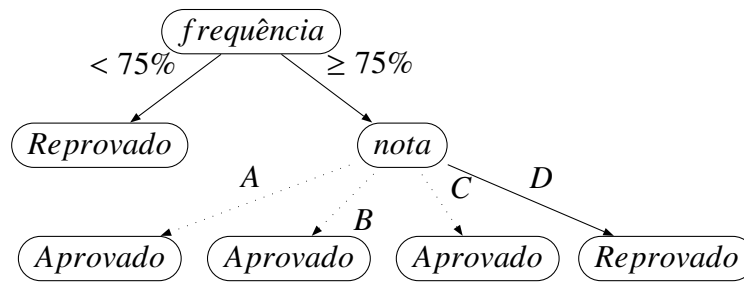 frequência
< 75% ≥ 75%
Reprovado nota
A B C D
Aprovado Aprovado Aprovado Reprovado